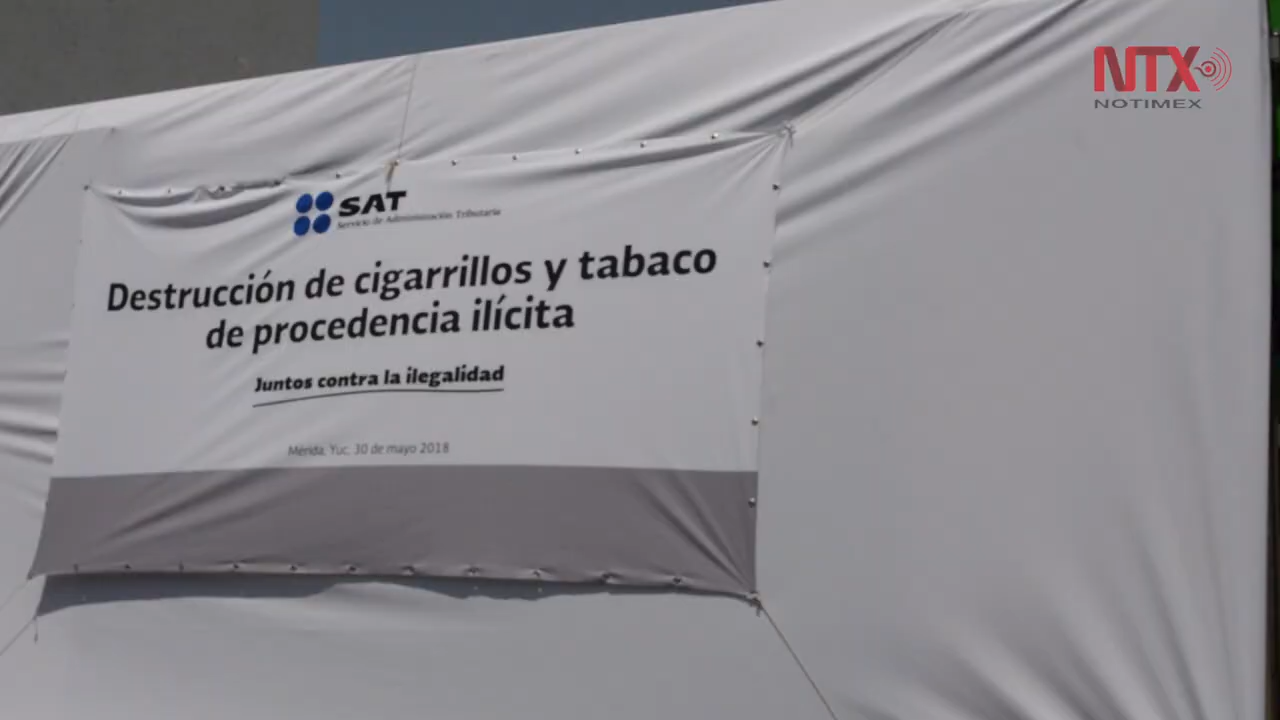 NTX
NOTIMEX
SAT
Servicio de Administración Tributaria
Destrucción de cigarrillos y tabaco
de procedencia ilícita
Juntos contra la ilegalidad
Mérida, Yuc. 30 de mayo 2018